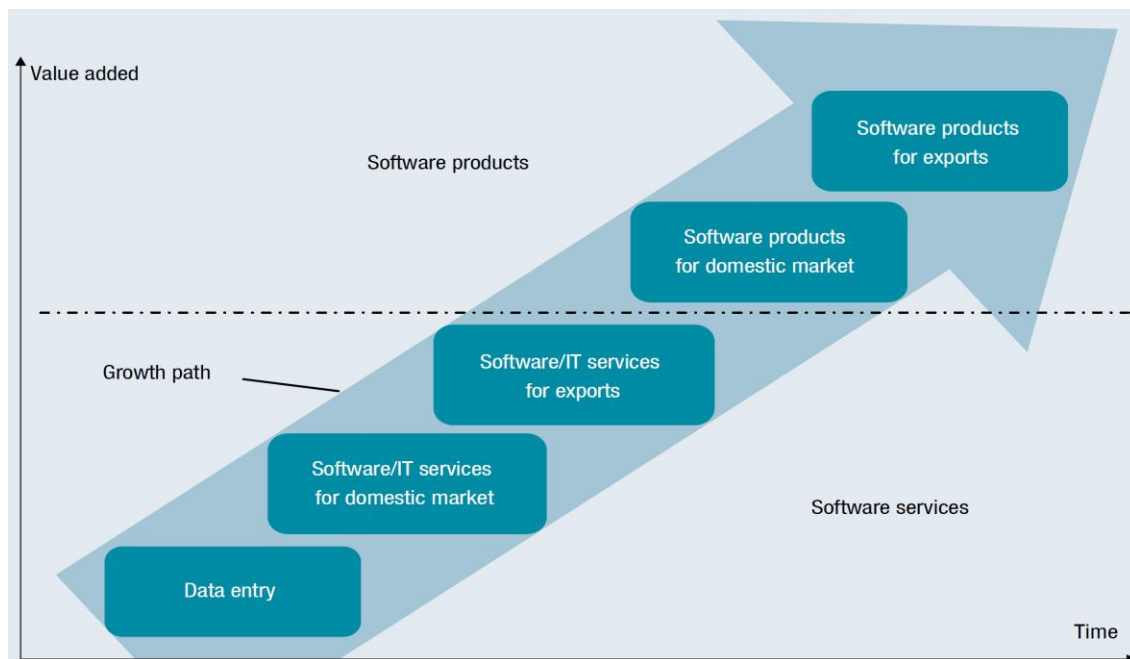 Value added
Software products
for exports
Software products
Software products
for domestic market
Software/IT services
for exports
Growth path
Software/IT services
for domestic market
Software services
Data entry
Time